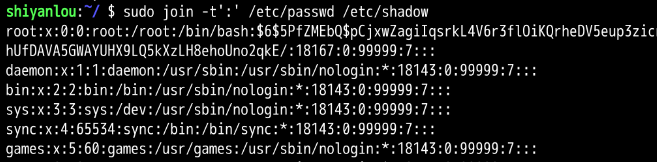 shiyanlou:~/ $ sudo join -t':' /etc/passwd /etc/shadow
root:x:0:0:root:/root:/bin/bash:$6$5PfZMEbQ$pCjxwZagiIqsrkL4V6r3flOiKQrheDV5eup3zicr
hUfDAVA5GWAYUHX9LQ5kXzLH8ehoUno2qkE/:18167:0:99999:7:::
daemon:x:1:1:daemon:/usr/sbin:/usr/sbin/nologin:*:18143:0:99999:7:::
bin:x:2:2:bin:/bin:/usr/sbin/nologin:*:18143:0:99999:7:::
sys:x:3:3:sys:/dev:/usr/sbin/nologin:*:18143:0:99999:7:::
sync:x:4:65534:sync:/bin:/bin/sync:*:18143:0:99999:7:::
games:x:5:60:games:/usr/games:/usr/sbin/nologin:*:18143:0:99999:7:::